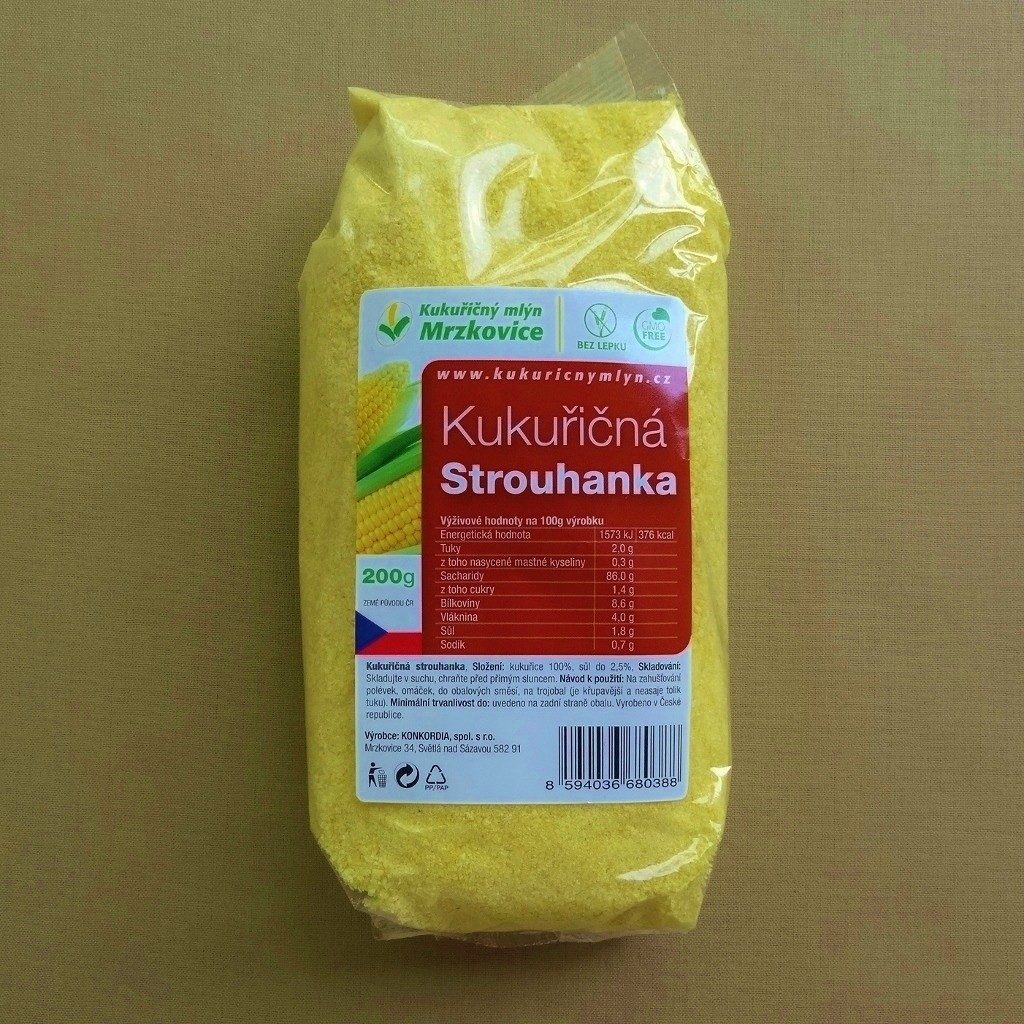 Kukuřičný mlýn
Mrzkovice
BEZ LEPKU
GMO
FREE
www.kukuricnymlyn.cz
Kukuřičná
Strouhanka
Výživové hodnoty na 100g výrobku
Energetická hodnota 1573 kJ 376 kcal
Tuky 2,0 g
z toho nasycené mastné kyseliny 0,3 g
Sacharidy 86,0 g
z toho cukry 1,4 g
Bílkoviny 8,6 g
Vláknina 4,0 g
Sůl 1,8 g
Sodík 0,7 g
200g
ZEMĚ PŮVODU ČR
Kukuřičná strouhanka, Složení: kukuřice 100%, sůl do 2,5%, Skladování:
Skladujte v suchu, chraňte před přímým sluncem. Návod k použití: Na zahušťování
polévek, omáček, do obalových směsí, na trojobal (je křupavější a neasaje tolik
tuku). Minimální trvanlivost do: uvedeno na zadní straně obalu. Vyrobeno v České
republice.
Výrobce: KONKORDIA, spol. s r.o.
Mrzkovice 34, Světlá nad Sázavou 582 91
PP/PAP
8 594036 680388